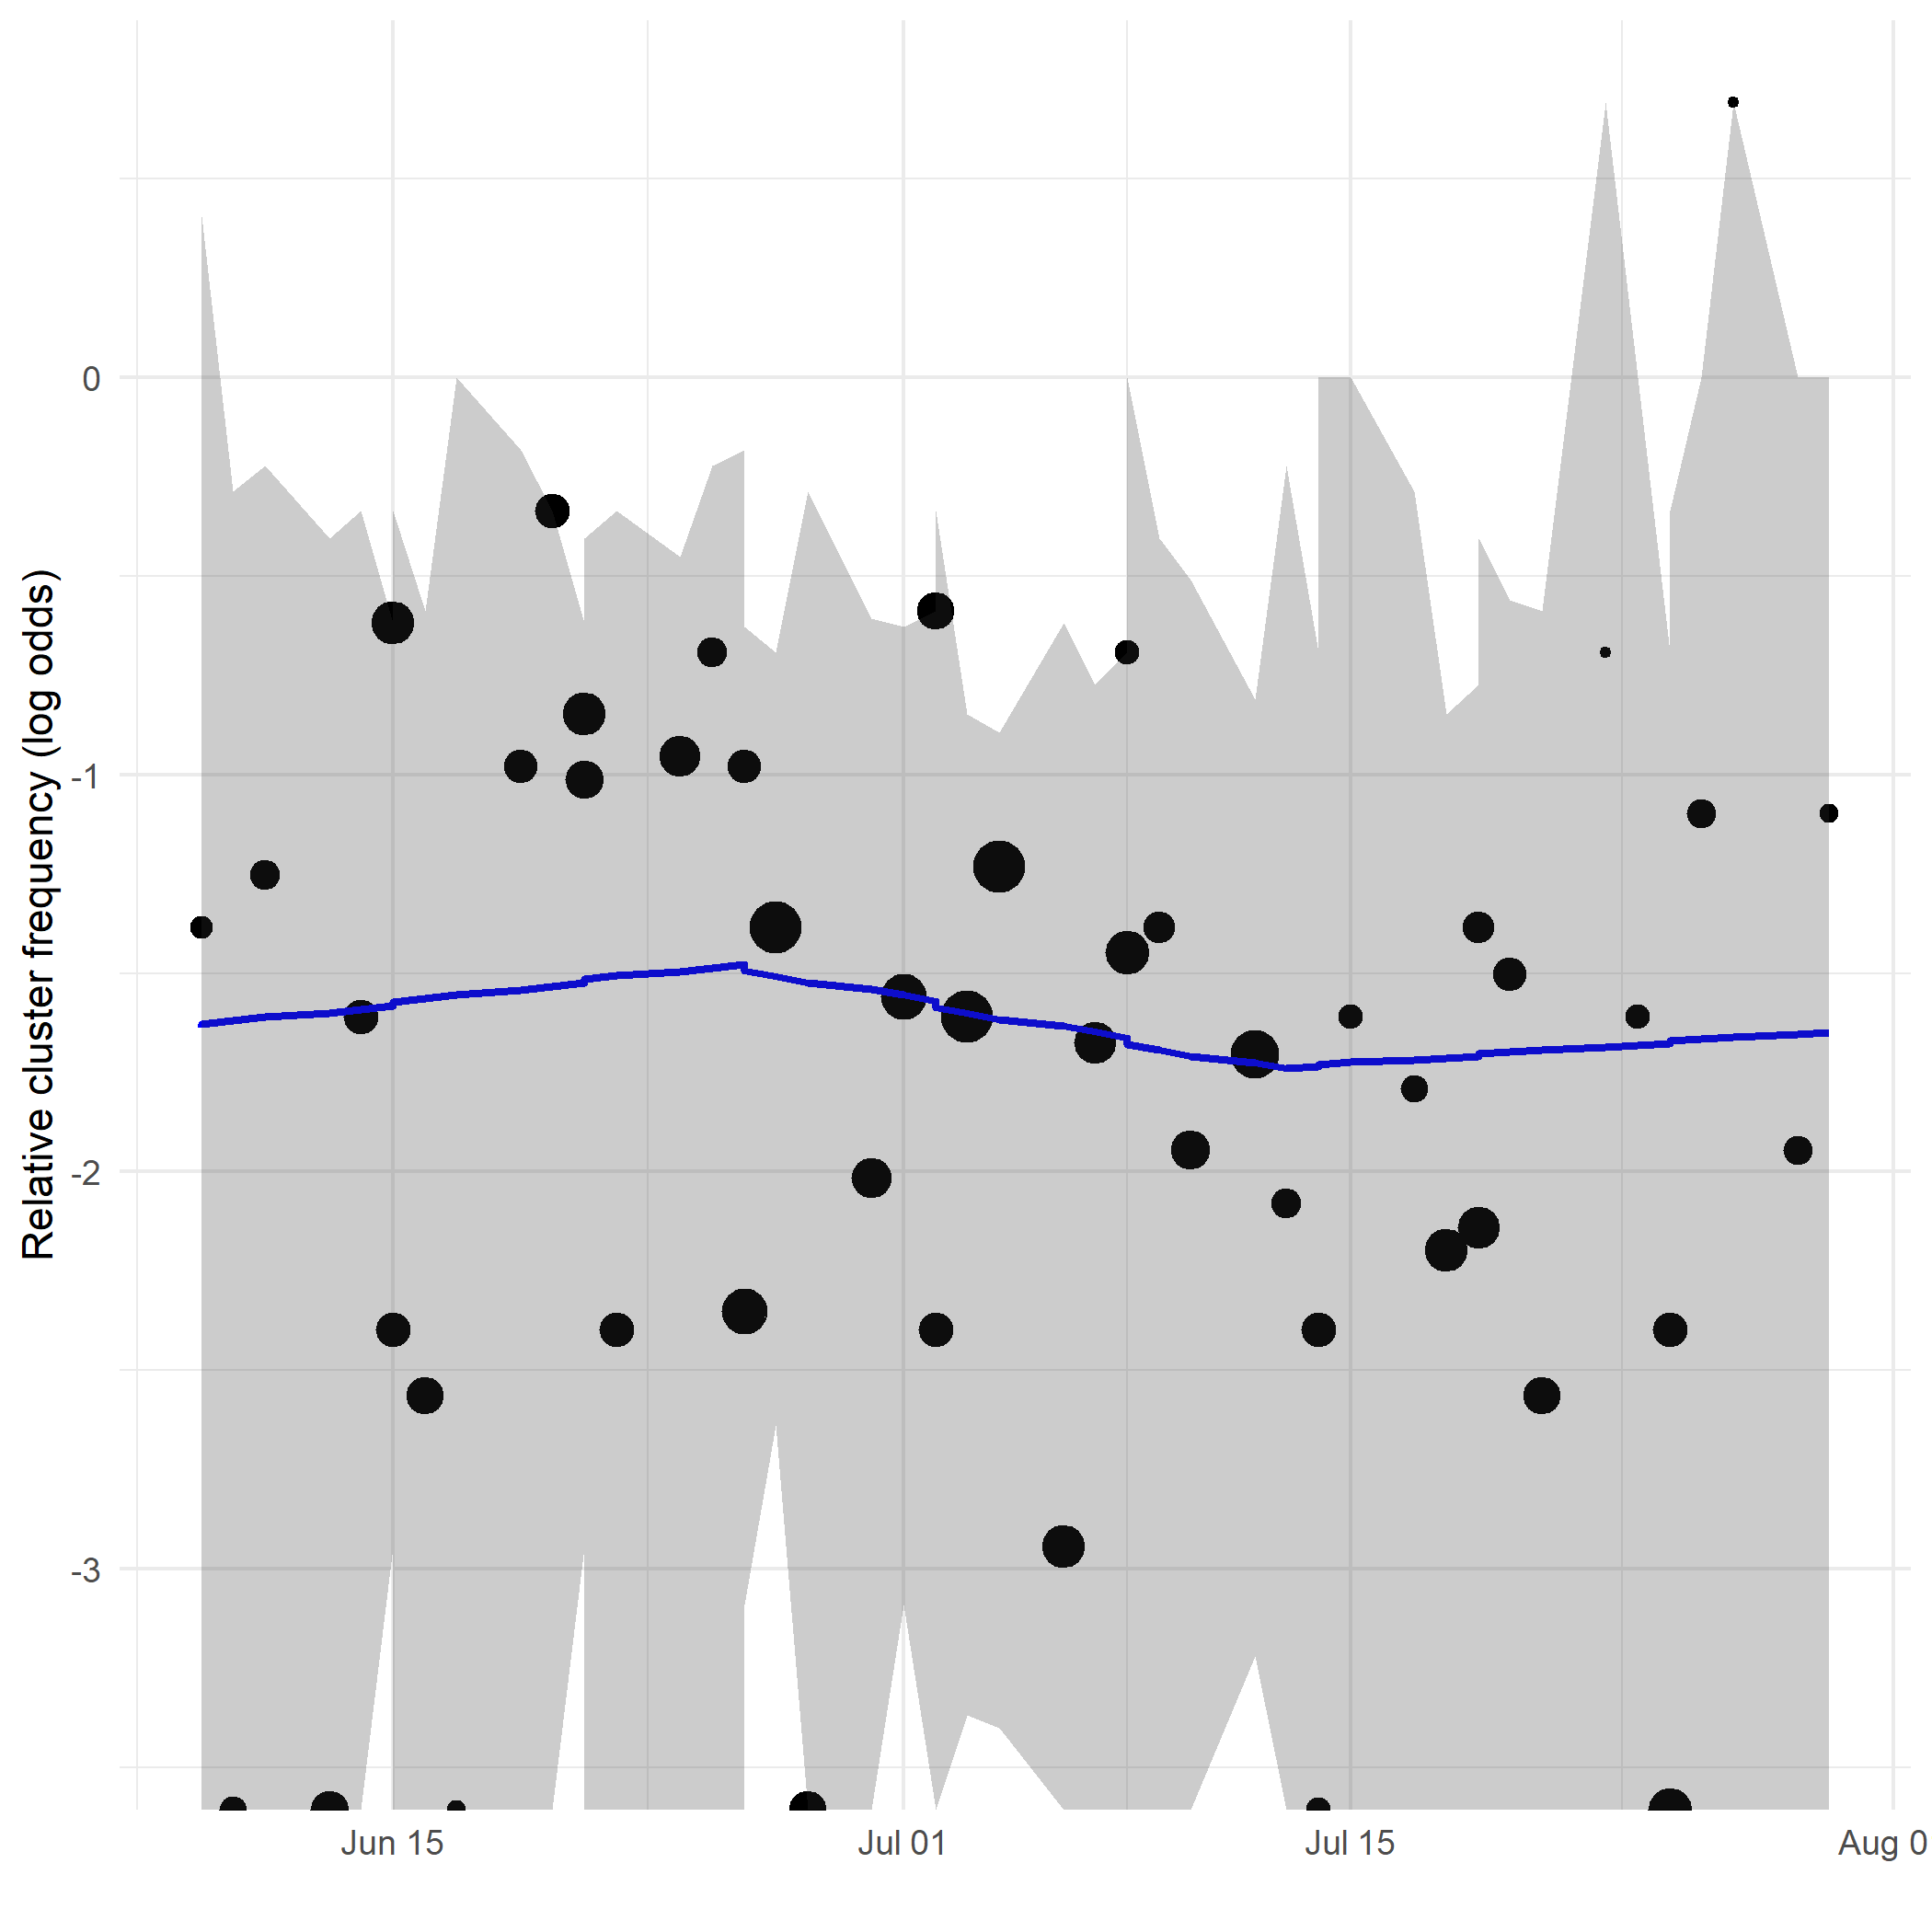 Relative cluster frequency (log odds)
0
-1
-2
-3
Jun 15
Jul 01
Jul 15
Aug 0